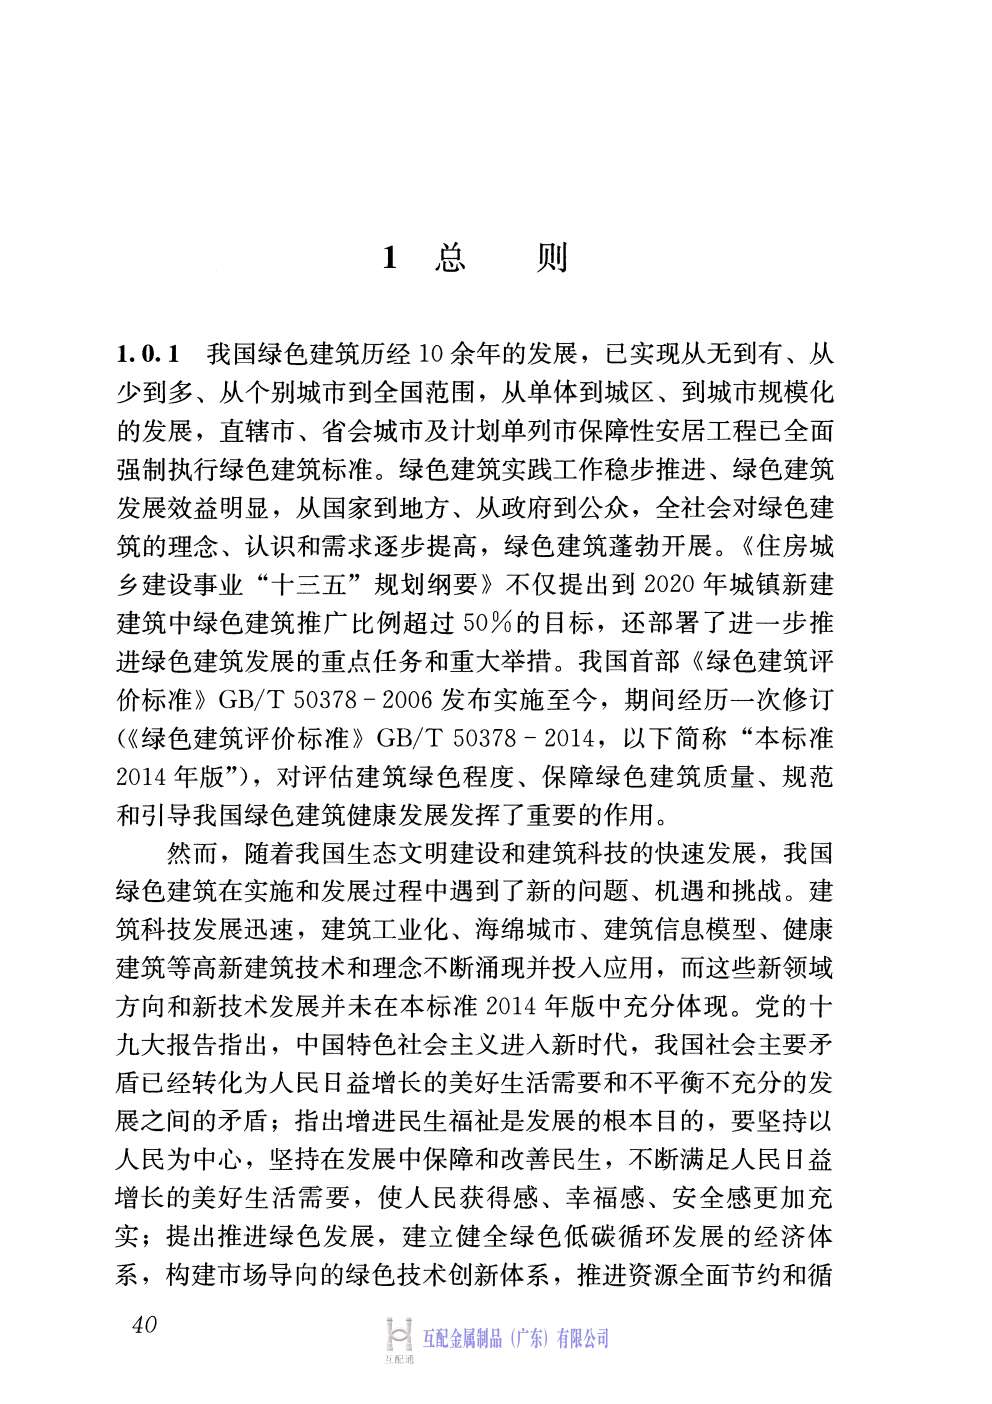 1 总 则
1.0.1 我国绿色建筑历经 10 余年的发展，已实现从无到有、从
少到多、从个别城市到全国范围，从单体到城区、到城市规模化
的发展，直辖市、省会城市及计划单列市保障性安居工程已全面
强制执行绿色建筑标准。绿色建筑实践工作稳步推进、绿色建筑
发展效益明显，从国家到地方、从政府到公众，全社会对绿色建
筑的理念、认识和需求逐步提高，绿色建筑蓬勃开展。《住房城
乡建设事业“十三五”规划纲要》不仅提出到 2020 年城镇新建
建筑中绿色建筑推广比例超过 50%的目标，还部署了进一步推
进绿色建筑发展的重点任务和重大举措。我国首部《绿色建筑评
价标准》GB/T 50378－2006 发布实施至今，期间经历一次修订
（《绿色建筑评价标准》GB/T 50378－2014，以下简称“本标准
2014 年版”），对评估建筑绿色程度、保障绿色建筑质量、规范
和引导我国绿色建筑健康发展发挥了重要的作用。
然而，随着我国生态文明建设和建筑科技的快速发展，我国
绿色建筑在实施和发展过程中遇到了新的问题、机遇和挑战。建
筑科技发展迅速，建筑工业化、海绵城市、建筑信息模型、健康
建筑等高新建筑技术和理念不断涌现并投入应用，而这些新领域
方向和新技术发展并未在本标准 2014 年版中充分体现。党的十
九大报告指出，中国特色社会主义进入新时代，我国社会主要矛
盾已经转化为人民日益增长的美好生活需要和不平衡不充分的发
展之间的矛盾；指出增进民生福祉是发展的根本目的，要坚持以
人民为中心，坚持在发展中保障和改善民生，不断满足人民日益
增长的美好生活需要，使人民获得感、幸福感、安全感更加充
实；提出推进绿色发展，建立健全绿色低碳循环发展的经济体
系，构建市场导向的绿色技术创新体系，推进资源全面节约和循
40
互配金属制品（广东）有限公司
互配通